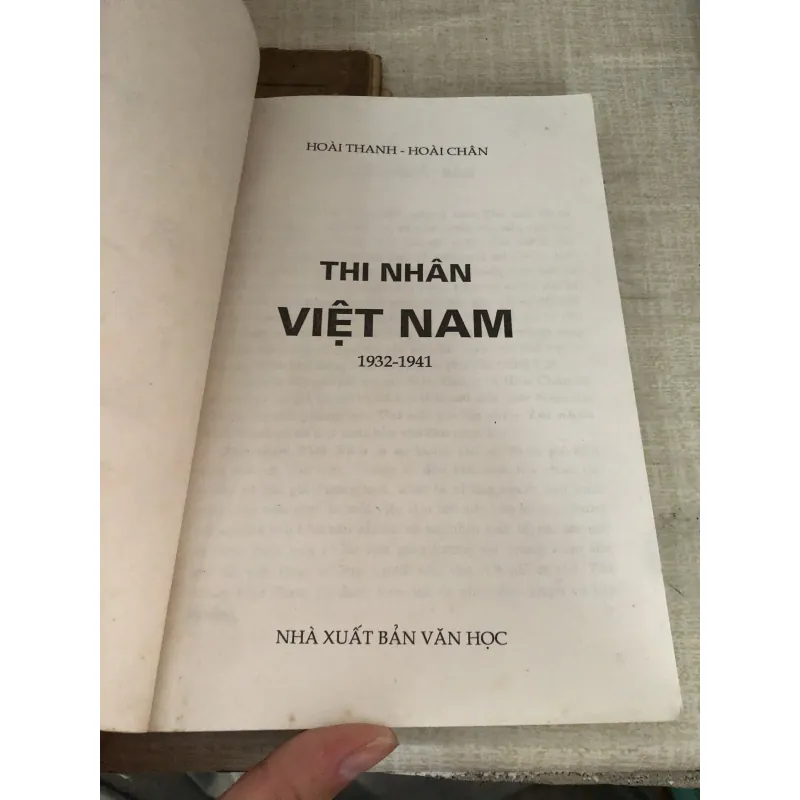 HOÀI THANH - HOÀI CHÂN
THI NHÂN
VIỆT NAM
1932-1941
NHÀ XUẤT BẢN VĂN HỌC